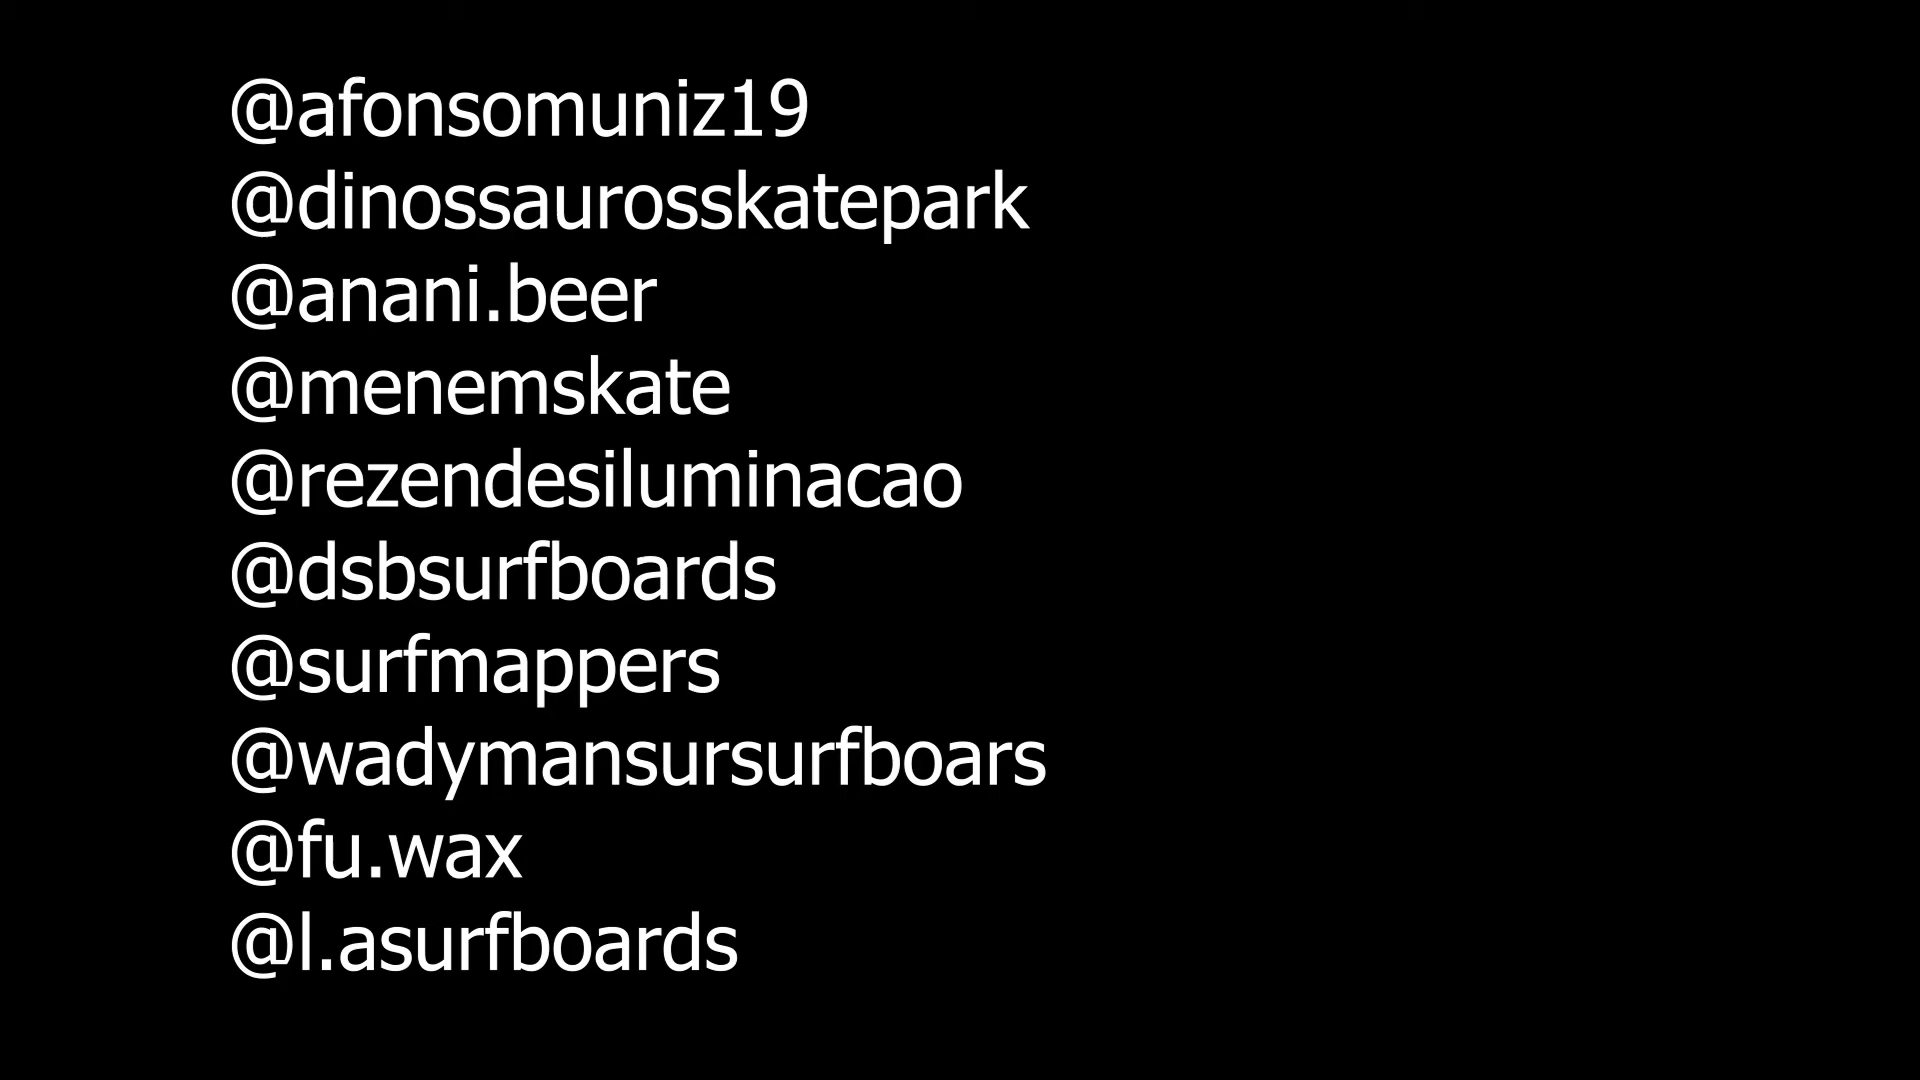 @afonsomuniz19
@dinossaurosskatepark
@anani.beer
@menemskate
@rezendesiluminacao
@dsbsurfboards
@surfmappers
@wadymansursurfboars
@fu.wax
@l.asurfboards